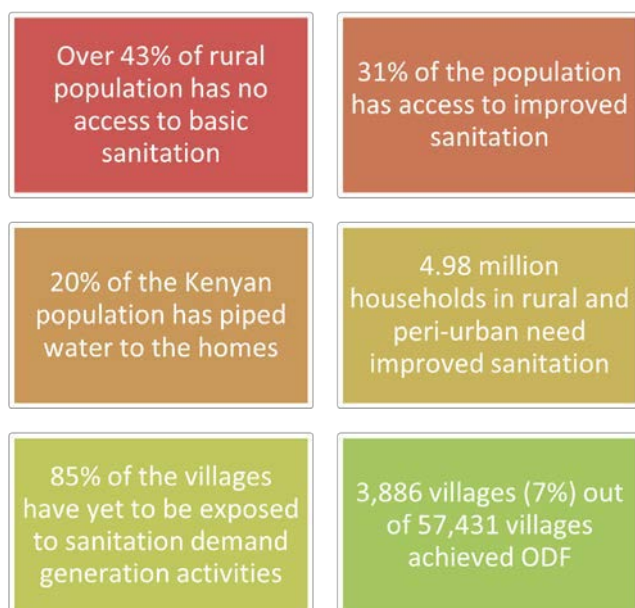 Over 43% of rural
population has no
access to basic
sanitation
31% of the population
has access to improved
sanitation
20% of the Kenyan
population has piped
water to the homes
4.98 million
households in rural and
peri-urban need
improved sanitation
85% of the villages
have yet to be exposed
to sanitation demand
generation activities
3,886 villages (7%) out
of 57,431 villages
achieved ODF